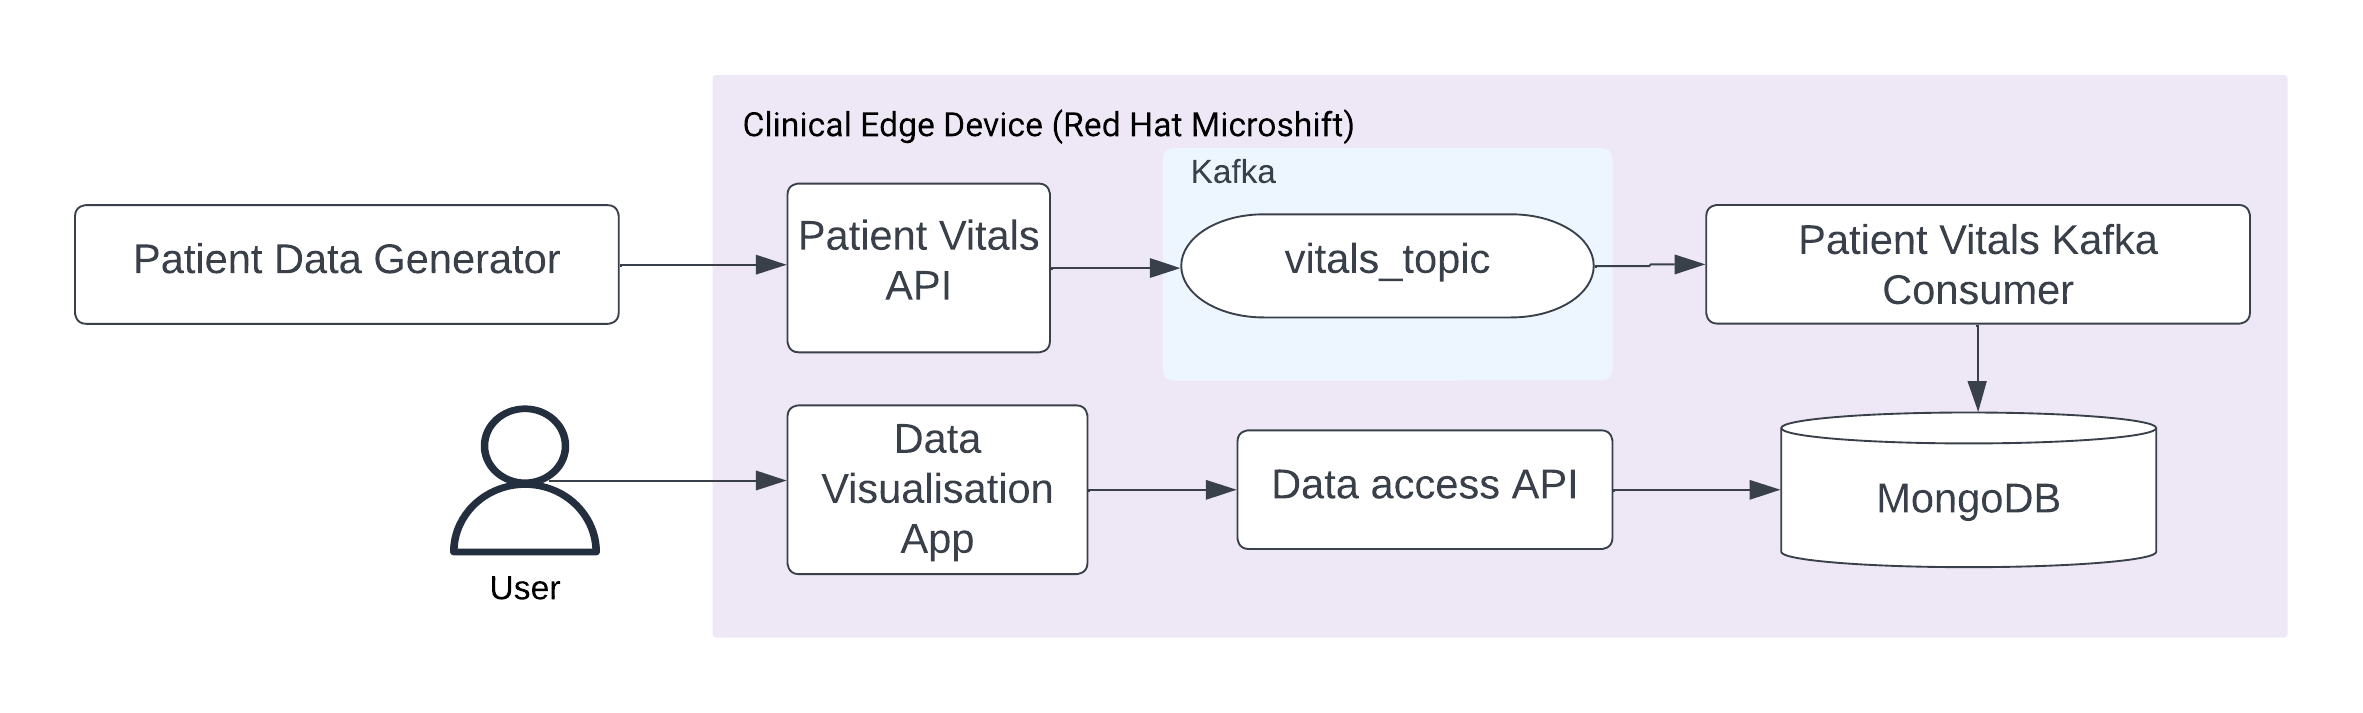 Clinical Edge Device (Red Hat Microshift)
Kafka
Patient Data Generator
Patient Vitals
API
vitals_topic
Patient Vitals Kafka
Consumer
User
Data
Visualisation
App
Data access API
MongoDB